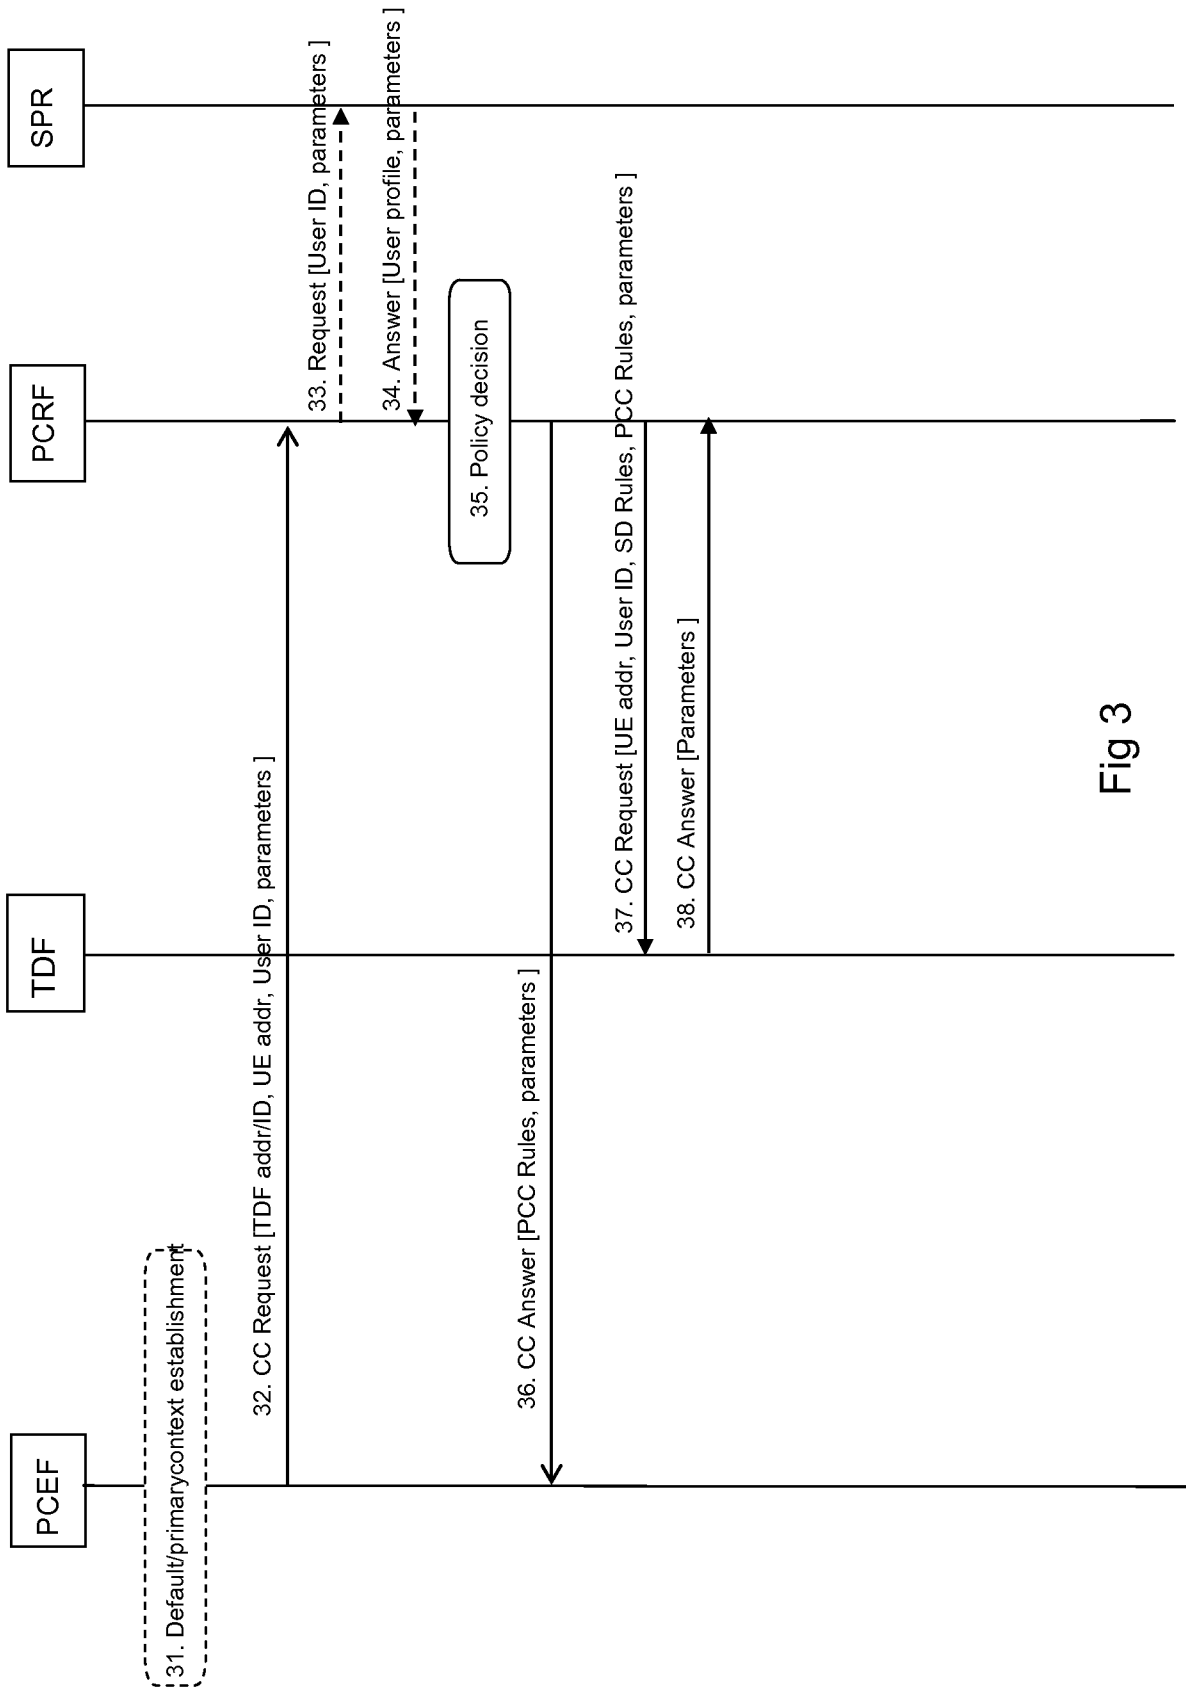 PCEF
TDF
PCRF
SPR
31. Default/primarycontext establishment
32. CC Request [TDF addr/ID, UE addr, User ID, parameters ]
33. Request [User ID, parameters ]
34. Answer [User profile, parameters ]
35. Policy decision
36. CC Answer [PCC Rules, parameters ]
37. CC Request [UE addr, User ID, SD Rules, PCC Rules, parameters ]
38. CC Answer [Parameters ]
Fig 3